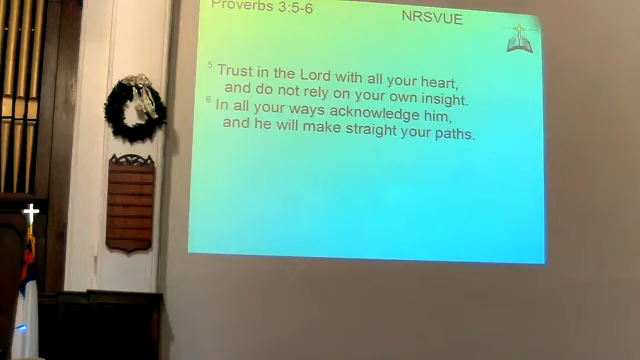 Proverbs 3:5-6 NRSVUE
5 Trust in the Lord with all your heart,
and do not rely on your own insight.
6 In all your ways acknowledge him,
and he will make straight your paths.